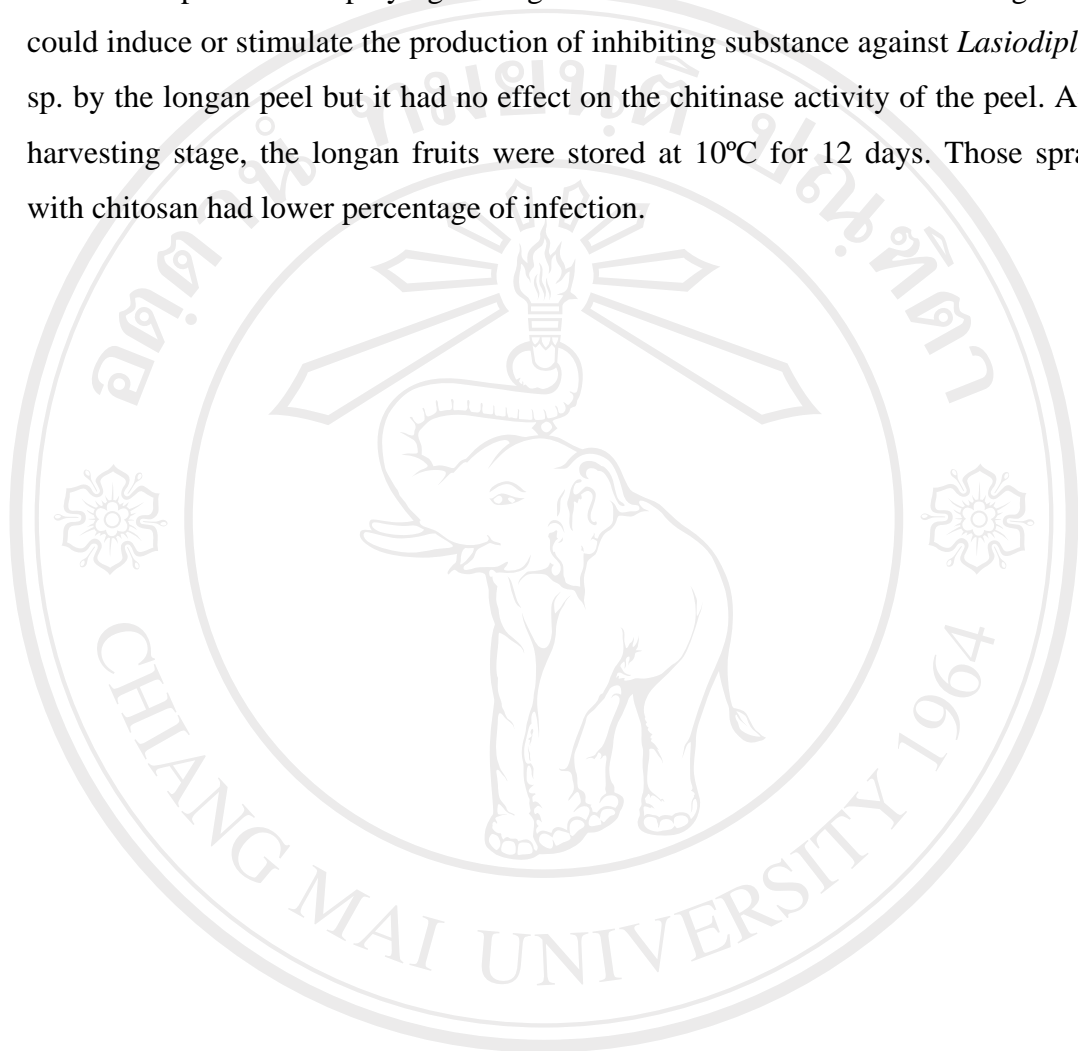 could induce or stimulate the production of inhibiting substance against Lasiodipl
sp. by the longan peel but it had no effect on the chitinase activity of the peel. A
harvesting stage, the longan fruits were stored at 10ºC for 12 days. Those spra
with chitosan had lower percentage of infection.
CHIANG MAI UNIVERSITY 1964